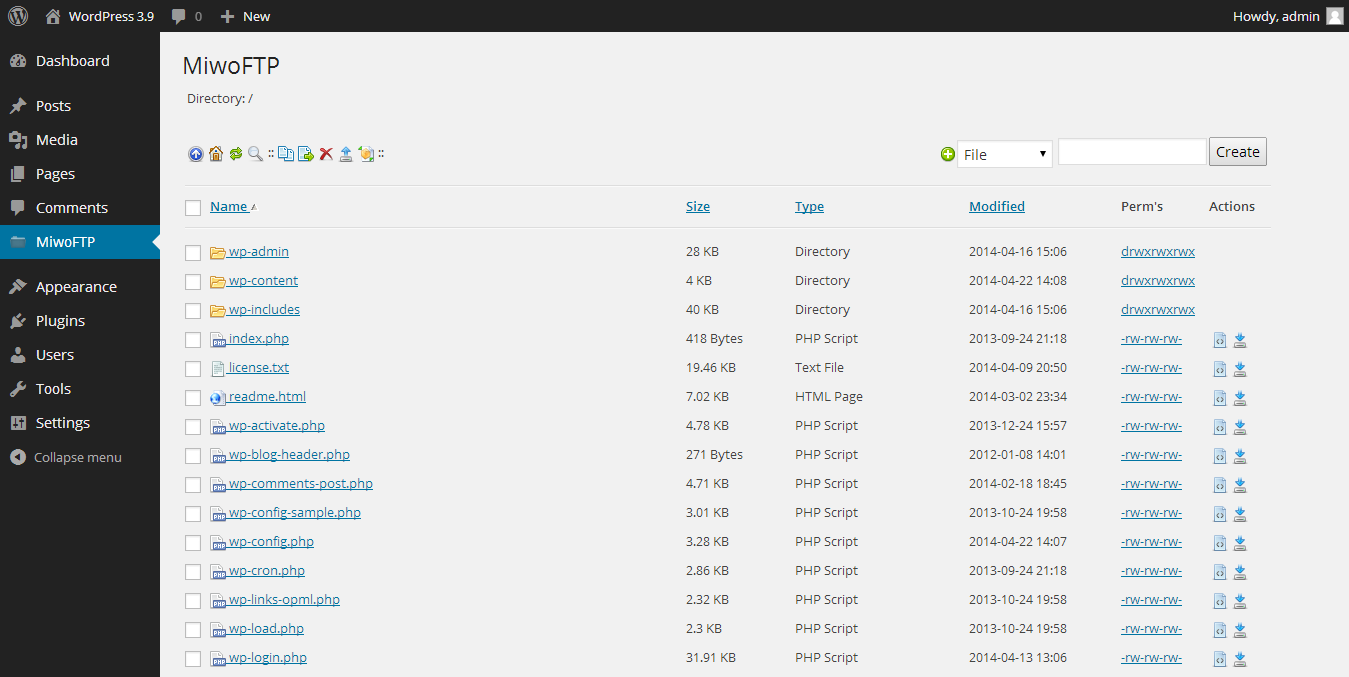 WordPress 3.9 0 New Howdy, admin
Dashboard
Posts
Media
Pages
Comments
MiwoFTP
Appearance
Plugins
Users
Tools
Settings
Collapse menu
MiwoFTP
Directory: /
:: :: File Create
Name Size Type Modified Perm's Actions
wp-admin 28 KB Directory 2014-04-16 15:06 drwxrwxrwx
wp-content 4 KB Directory 2014-04-22 14:08 drwxrwxrwx
wp-includes 40 KB Directory 2014-04-16 15:06 drwxrwxrwx
index.php 418 Bytes PHP Script 2013-09-24 21:18 -rw-rw-rw-
license.txt 19.46 KB Text File 2014-04-09 20:50 -rw-rw-rw-
readme.html 7.02 KB HTML Page 2014-03-02 23:34 -rw-rw-rw-
wp-activate.php 4.78 KB PHP Script 2013-12-24 15:57 -rw-rw-rw-
wp-blog-header.php 271 Bytes PHP Script 2012-01-08 14:01 -rw-rw-rw-
wp-comments-post.php 4.71 KB PHP Script 2014-02-18 18:45 -rw-rw-rw-
wp-config-sample.php 3.01 KB PHP Script 2013-10-24 19:58 -rw-rw-rw-
wp-config.php 3.28 KB PHP Script 2014-04-22 14:07 -rw-rw-rw-
wp-cron.php 2.86 KB PHP Script 2013-09-24 21:18 -rw-rw-rw-
wp-links-opml.php 2.32 KB PHP Script 2013-10-24 19:58 -rw-rw-rw-
wp-load.php 2.3 KB PHP Script 2013-10-24 19:58 -rw-rw-rw-
wp-login.php 31.91 KB PHP Script 2014-04-13 13:06 -rw-rw-rw-